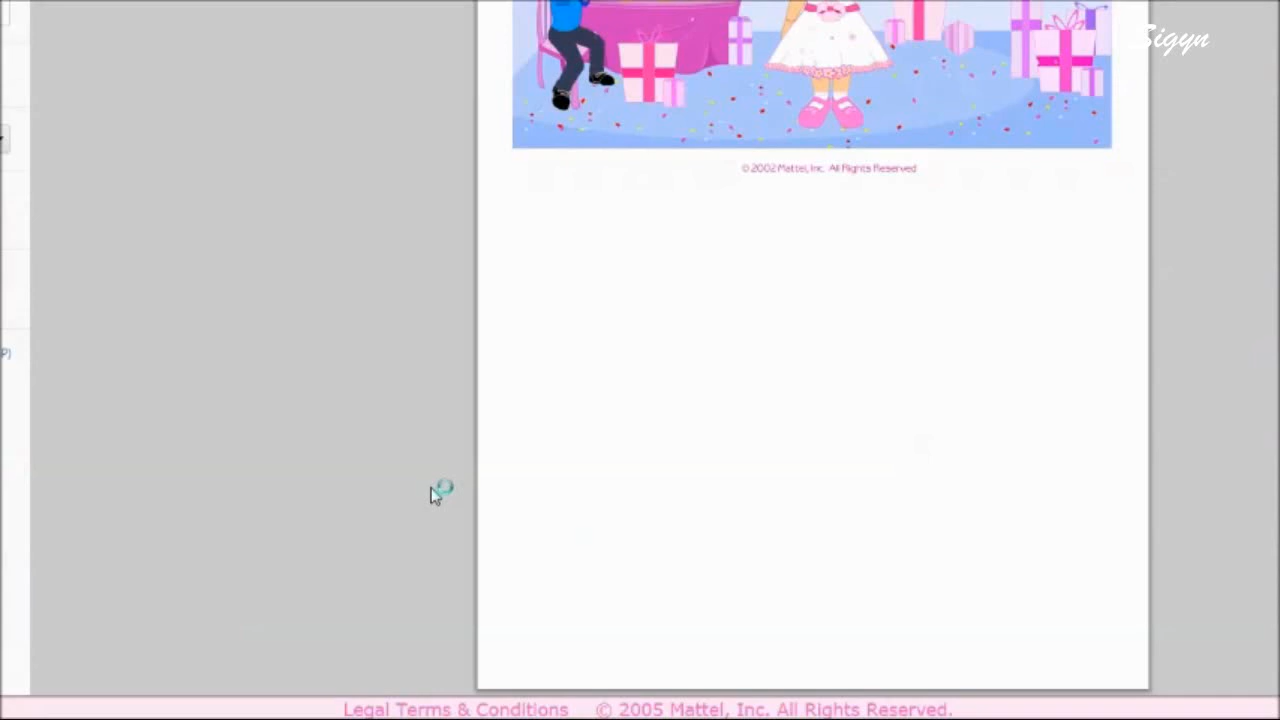 Sigyn
© 2002 Mattel, Inc. All Rights Reserved
P)
Legal Terms & Conditions © 2005 Mattel, Inc. All Rights Reserved.